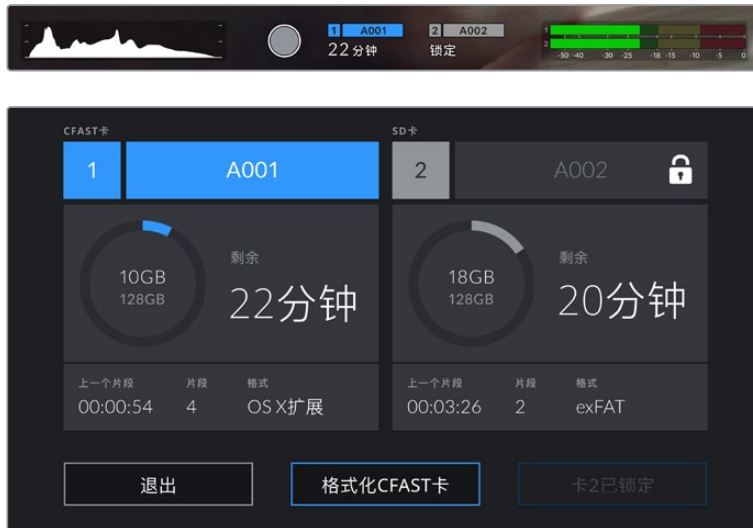 1 A001 2 A002
22分钟 锁定
1
2
-50 -40 -30 -25 -18 -15 -10 -5 0
CFAST卡 SD卡
1 A001 2 A002
10GB 剩余 18GB 剩余
128GB 22分钟 128GB 20分钟
上一个片段 片段 格式 上一个片段 片段 格式
00:00:54 4 OS X扩展 00:03:26 2 exFAT
退出 格式化CFAST卡 卡2已锁定